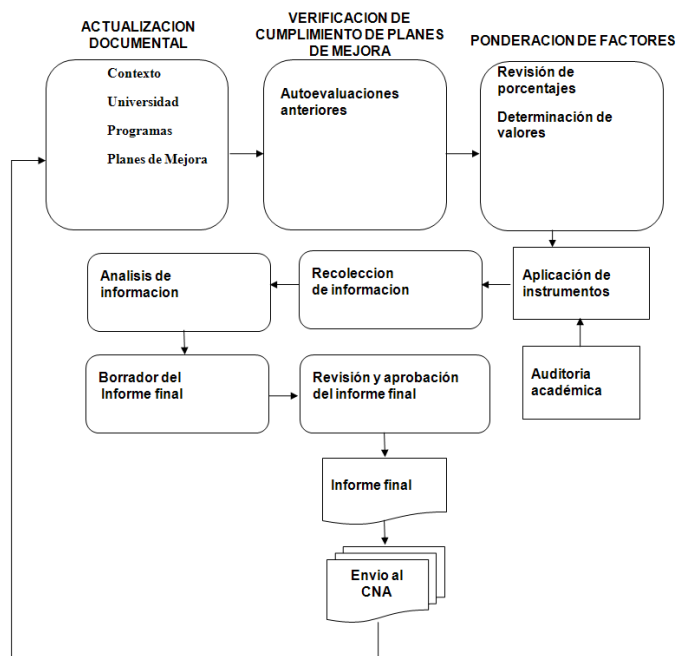 ACTUALIZACION
DOCUMENTAL
VERIFICACION DE
CUMPLIMIENTO DE PLANES
DE MEJORA
PONDERACION DE FACTORES
Contexto
Universidad
Programas
Planes de Mejora
Autoevaluaciones
anteriores
Revisión de
porcentajes
Determinación de
valores
Analisis de
informacion
Recoleccion
de informacion
Aplicación de
instrumentos
Borrador del
Informe final
Revisión y aprobación
del informe final
Auditoria
académica
Informe final
Envio al
CNA